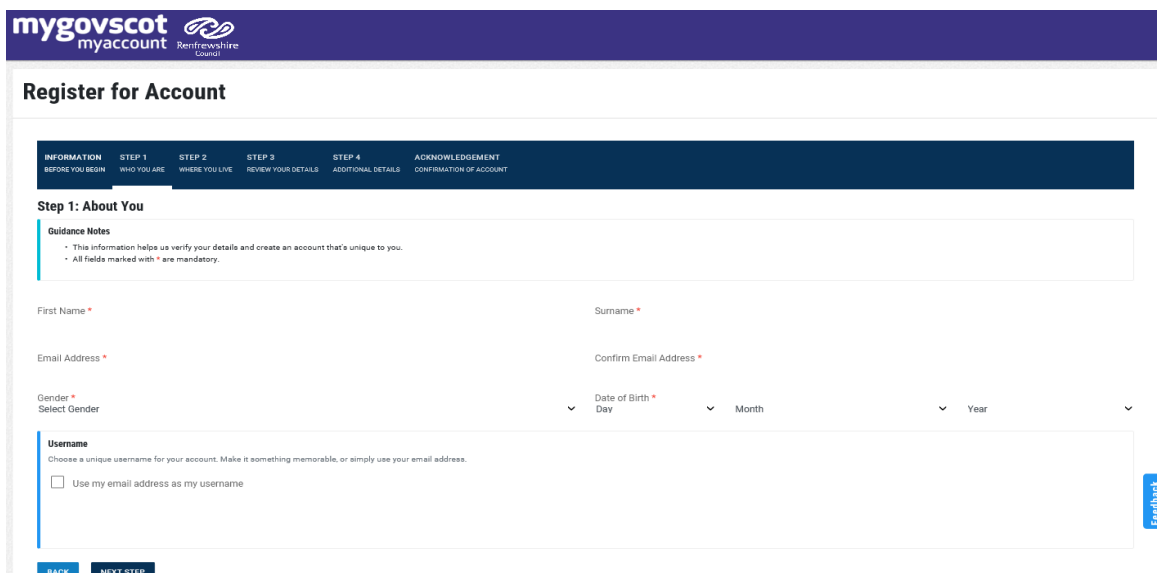 mygovscot
myaccount
Renfrewshire
Council
Register for Account
INFORMATION STEP 1 STEP 2 STEP 3 STEP 4 ACKNOWLEDGEMENT
BEFORE YOU BEGIN WHO YOU ARE WHERE YOU LIVE REVIEW YOUR DETAILS ADDITIONAL DETAILS CONFIRMATION OF ACCOUNT
Step 1: About You
Guidance Notes
• This information helps us verify your details and create an account that's unique to you.
• All fields marked with * are mandatory.
First Name * Surname *
Email Address * Confirm Email Address *
Gender * Date of Birth *
Select Gender Day Month Year
Username
Choose a unique username for your account. Make it something memorable, or simply use your email address.
Use my email address as my username
Feedback
BACK NEXT STEP